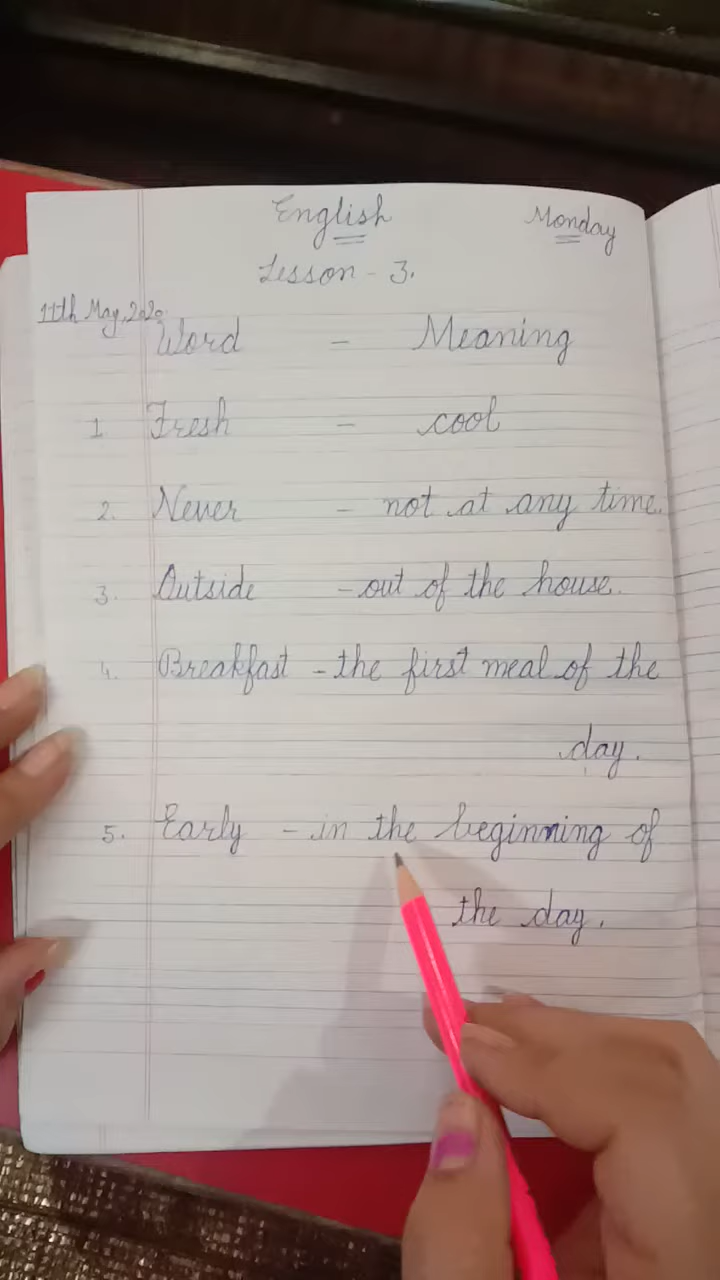 English Monday
Lesson - 3.
11th May, 2020
Word - Meaning
1. Fresh - cool
2. Never - not at any time.
3. Outside - out of the house.
4. Breakfast - the first meal of the
day.
5. Early - in the beginning of
the day.